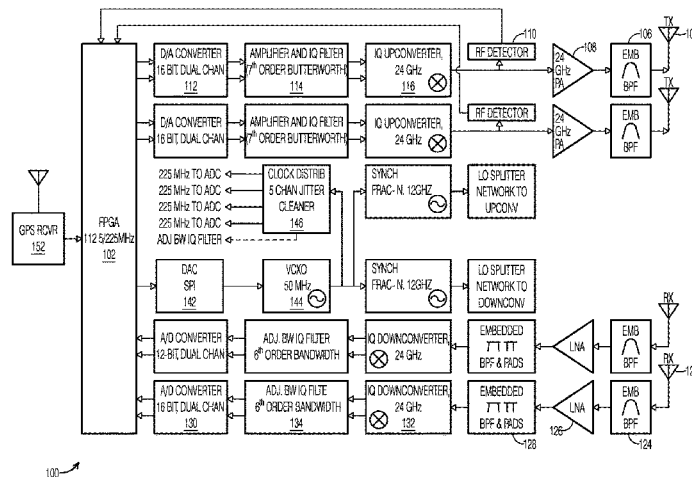 110
108
106
TX
10
D/A CONVERTER
16 BIT, DUAL CHAN
112
AMPLIFIER AND IQ FILTER
(7th ORDER BUTTERWORTH)
114
IQ UPCONVERTER,
24 GHz
116
RF DETECTOR
24
GHz
PA
EMB
BPF
TX
D/A CONVERTER
16 BIT, DUAL CHAN
AMPLIFIER AND IQ FILTER
(7th ORDER BUTTERWORTH)
IQ UPCONVERTER,
24 GHz
RF DETECTOR
24
GHz
PA
EMB
BPF
225 MHz TO ADC
225 MHz TO ADC
225 MHz TO ADC
225 MHz TO ADC
ADJ BW IQ FILTER
CLOCK DISTRIB
5 CHAN JITTER
CLEANER
146
SYNCH
FRAC- N. 12GHZ
LO SPLITTER
NETWORK TO
UPCONV
GPS RCVR
152
FPGA
112.5/225MHz
102
DAC
SPI
142
VCXO
50 MHz
144
SYNCH
FRAC- N. 12GHZ
LO SPLITTER
NETWORK TO
DOWNCONV
RX
A/D CONVERTER
12-BIT, DUAL CHAN
ADJ. BW IQ FILTER
6th ORDER BANDWIDTH
IQ DOWNCONVERTER,
24 GHz
EMBEDDED
BPF & PADS
LNA
EMB
BPF
RX
12
A/D CONVERTER
16 BIT, DUAL CHAN
130
ADJ. BW IQ FILTE
6th ORDER BANDWIDTH
134
IQ DOWNCONVERTER,
24 GHz
132
EMBEDDED
BPF & PADS
128
LNA
126
EMB
BPF
124
100